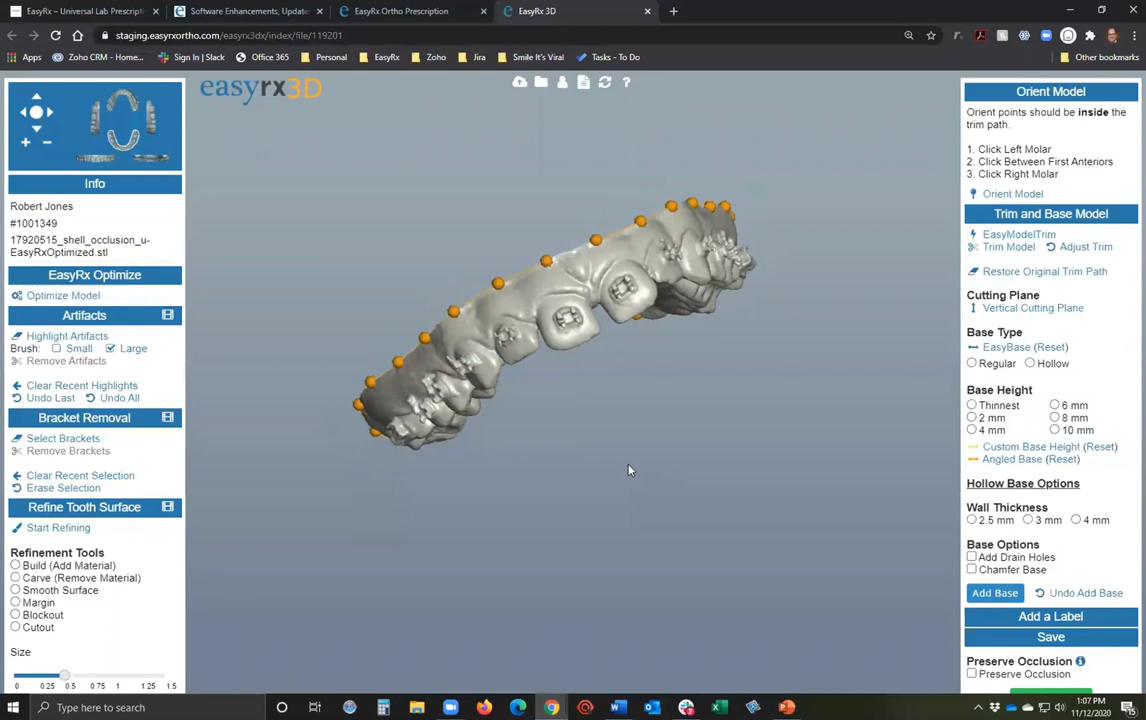 EasyRx – Universal Lab Prescripti
Software Enhancements, Update
EasyRx Ortho Prescription
EasyRx 3D
staging.easyrxortho.com/easyrx3dx/index/file/119201
Apps
Zoho CRM - Home...
Sign In | Slack
Office 365
Personal
EasyRx
Zoho
Jira
Smile It's Viral
Tasks - To Do
Other bookmarks
easyrx3D
Info
Robert Jones
#1001349
17920515_shell_occlusion_u-
EasyRxOptimized.stl
EasyRx Optimize
Optimize Model
Artifacts
Highlight Artifacts
Brush: Small Large
Remove Artifacts
Clear Recent Highlights
Undo Last Undo All
Bracket Removal
Select Brackets
Remove Brackets
Clear Recent Selection
Erase Selection
Refine Tooth Surface
Start Refining
Refinement Tools
Build (Add Material)
Carve (Remove Material)
Smooth Surface
Margin
Blockout
Cutout
Size
0 0.25 0.5 0.75 1 1.25 1.5
Orient Model
Orient points should be inside the
trim path.
1. Click Left Molar
2. Click Between First Anteriors
3. Click Right Molar
Orient Model
Trim and Base Model
EasyModelTrim
Trim Model Adjust Trim
Restore Original Trim Path
Cutting Plane
Vertical Cutting Plane
Base Type
EasyBase (Reset)
Regular Hollow
Base Height
Thinnest 6 mm
2 mm 8 mm
4 mm 10 mm
Custom Base Height (Reset)
Angled Base (Reset)
Hollow Base Options
Wall Thickness
2.5 mm 3 mm 4 mm
Base Options
Add Drain Holes
Chamfer Base
Add Base Undo Add Base
Add a Label
Save
Preserve Occlusion
Preserve Occlusion
Type here to search
1:07 PM
11/12/2020